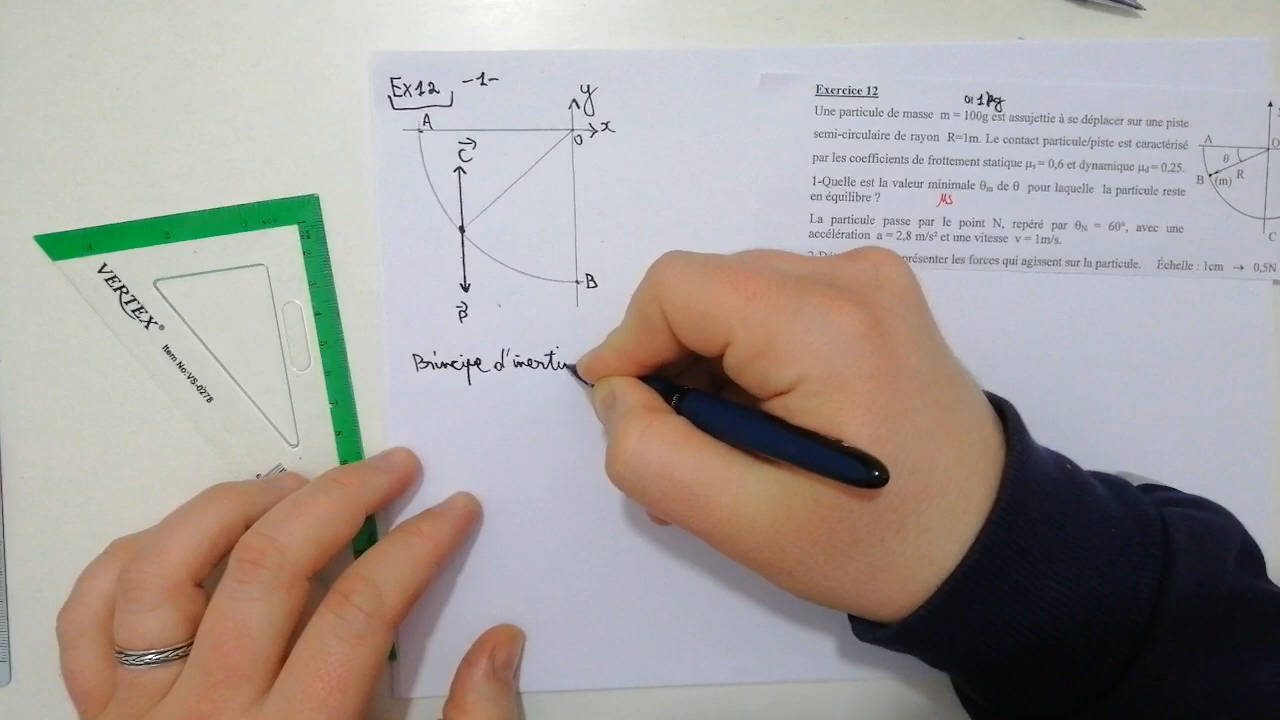 Ex12 -1-
y
A
O
x
C
B
P
Principe d'inerti
VERTEX®
Item No:VS-0278
Exercice 12
0,1kg
Une particule de masse m = 100g est assujettie à se déplacer sur une piste
semi-circulaire de rayon R=1m. Le contact particule/piste est caractérisé
par les coefficients de frottement statique μs = 0,6 et dynamique μd = 0,25.
1-Quelle est la valeur minimale θm de θ pour laquelle la particule reste
en équilibre ?
μs
La particule passe par le point N, repéré par θN = 60°, avec une
accélération a = 2,8 m/s² et une vitesse v = 1m/s.
présenter les forces qui agissent sur la particule. Échelle : 1cm → 0,5N
A
O
θ
R
B
(m)
C